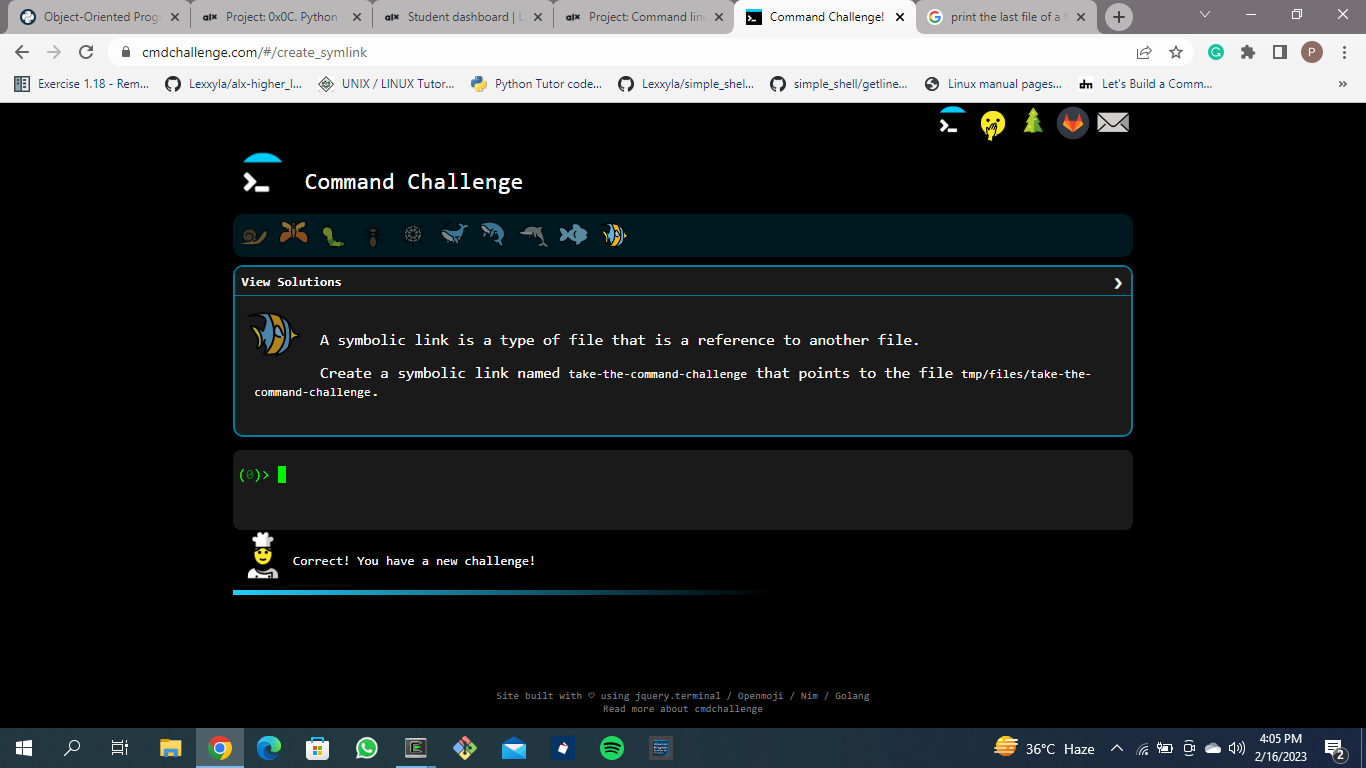 Object-Oriented Prog
alx Project: 0x0C. Python
alx Student dashboard | L
alx Project: Command line
Command Challenge!
print the last file of a f
cmdchallenge.com/#/create_symlink
P
Exercise 1.18 - Rem...
Lexxyla/alx-higher_l...
UNIX / LINUX Tutor...
Python Tutor code...
Lexxyla/simple_shel...
simple_shell/getline...
Linux manual pages...
Let's Build a Comm...
Command Challenge
View Solutions
A symbolic link is a type of file that is a reference to another file.
Create a symbolic link named take-the-command-challenge that points to the file tmp/files/take-the-
command-challenge.
(0)>
Correct! You have a new challenge!
Site built with ♡ using jquery.terminal / Openmoji / Nim / Golang
Read more about cmdchallenge
36°C Haze
4:05 PM
2/16/2023
2